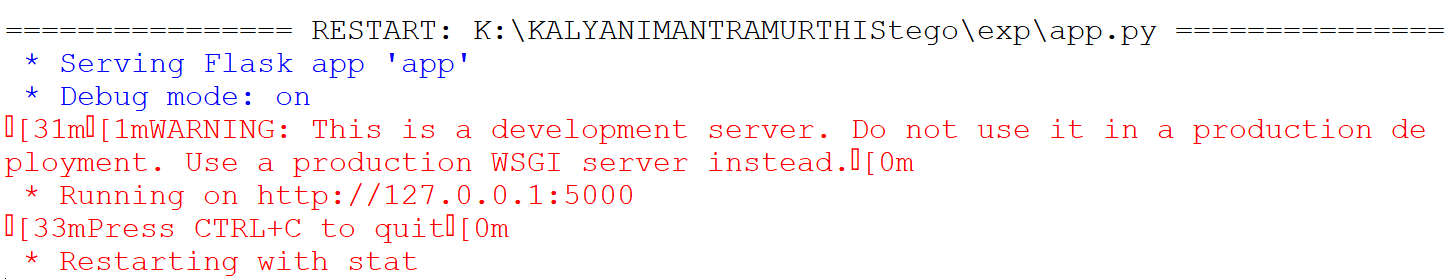 ================ RESTART: K:\KALYANIMANTRAMURTHIStego\exp\app.py ===============
 * Serving Flask app 'app'
 * Debug mode: on
[31m[1mWARNING: This is a development server. Do not use it in a production de
ployment. Use a production WSGI server instead.[0m
 * Running on http://127.0.0.1:5000
[33mPress CTRL+C to quit[0m
 * Restarting with stat